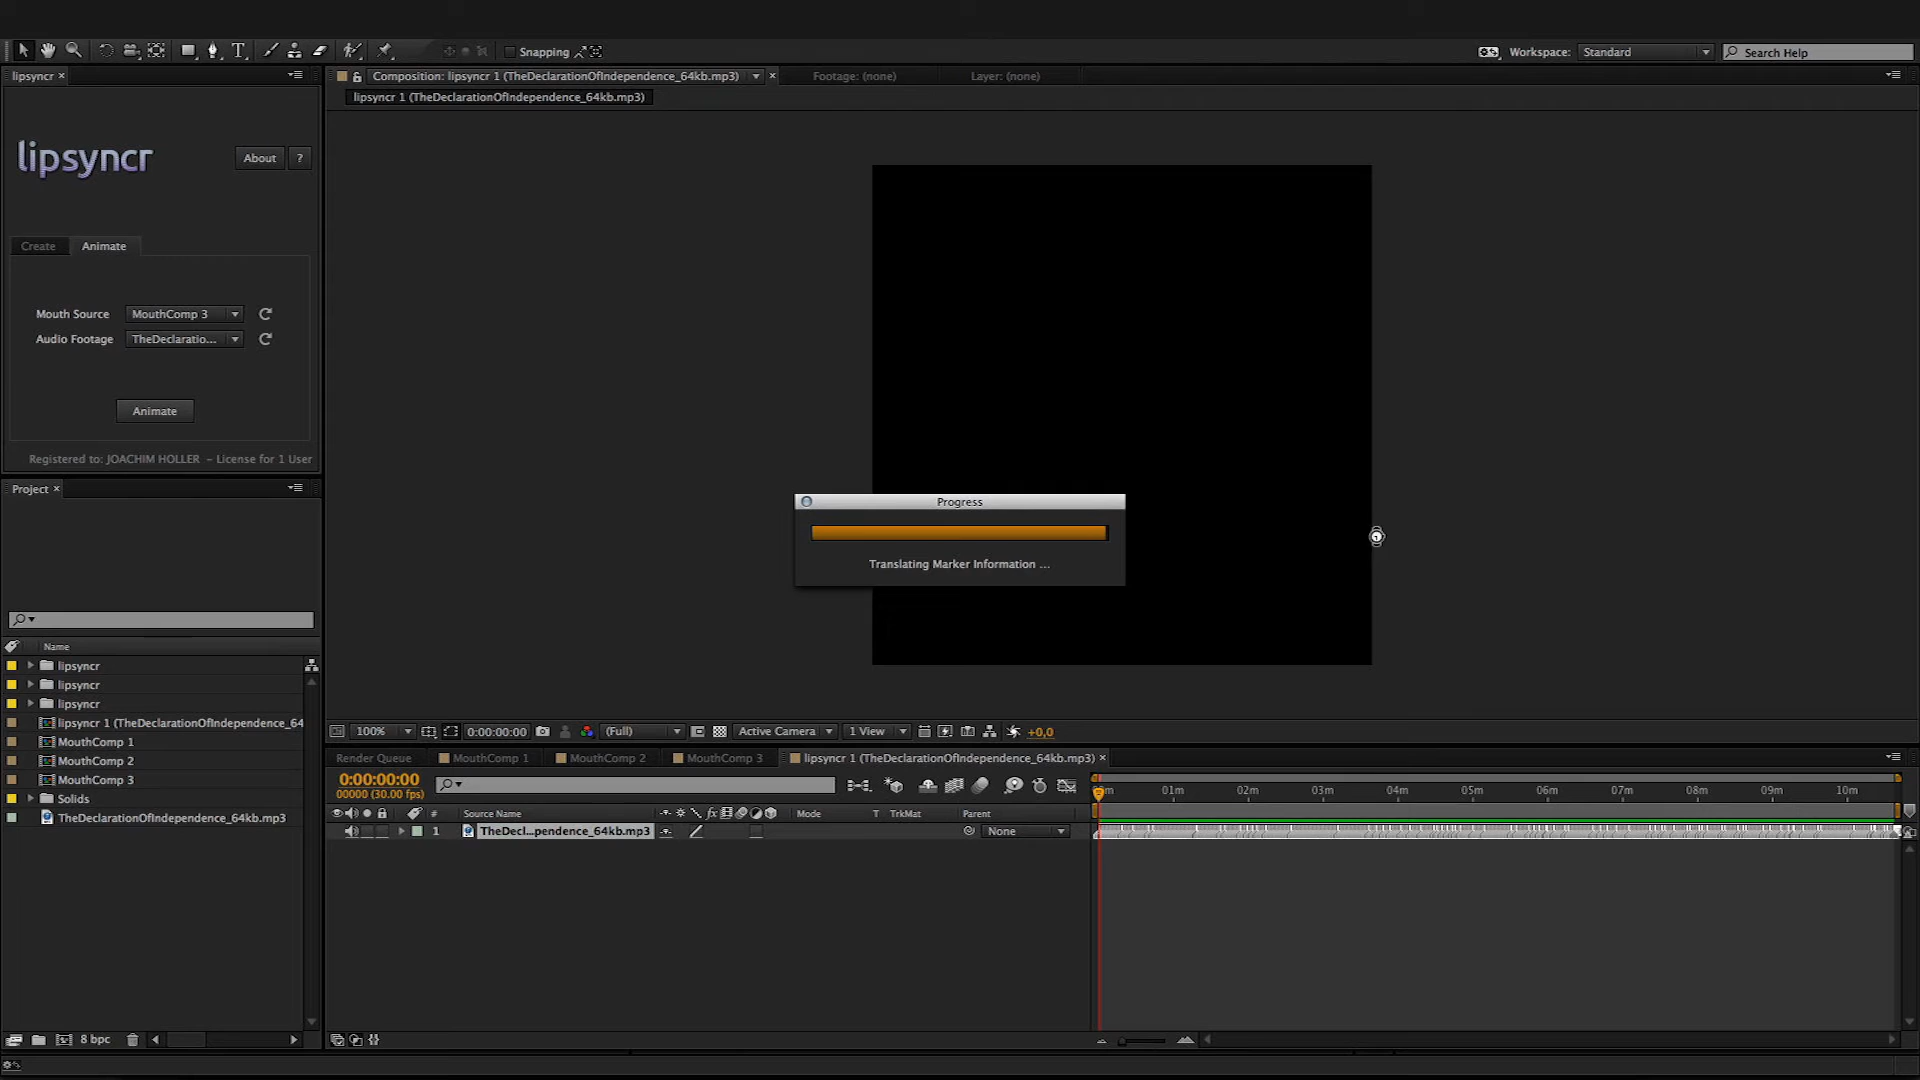 Snapping
Workspace: Standard
Search Help
lipsyncr
Composition: lipsyncr 1 (TheDeclarationOfIndependence_64kb.mp3)
Footage: (none)
Layer: (none)
lipsyncr 1 (TheDeclarationOfIndependence_64kb.mp3)
lipsyncr
About
?
Create
Animate
Mouth Source
MouthComp 3
Audio Footage
TheDeclaratio...
Animate
Registered to: JOACHIM HOLLER – License for 1 User
Project
Progress
Translating Marker Information ...
Name
lipsyncr
lipsyncr
lipsyncr
lipsyncr 1 (TheDeclarationOfIndependence_64
MouthComp 1
MouthComp 2
MouthComp 3
Solids
TheDeclarationOfIndependence_64kb.mp3
8 bpc
100%
0:00:00:00
(Full)
Active Camera
1 View
+0,0
Render Queue
MouthComp 1
MouthComp 2
MouthComp 3
lipsyncr 1 (TheDeclarationOfIndependence_64kb.mp3)
0:00:00:00
00000 (30.00 fps)
01m
02m
03m
04m
05m
06m
07m
08m
09m
10m
#
Source Name
fx
Mode
T
TrkMat
Parent
1
TheDecl...pendence_64kb.mp3
None